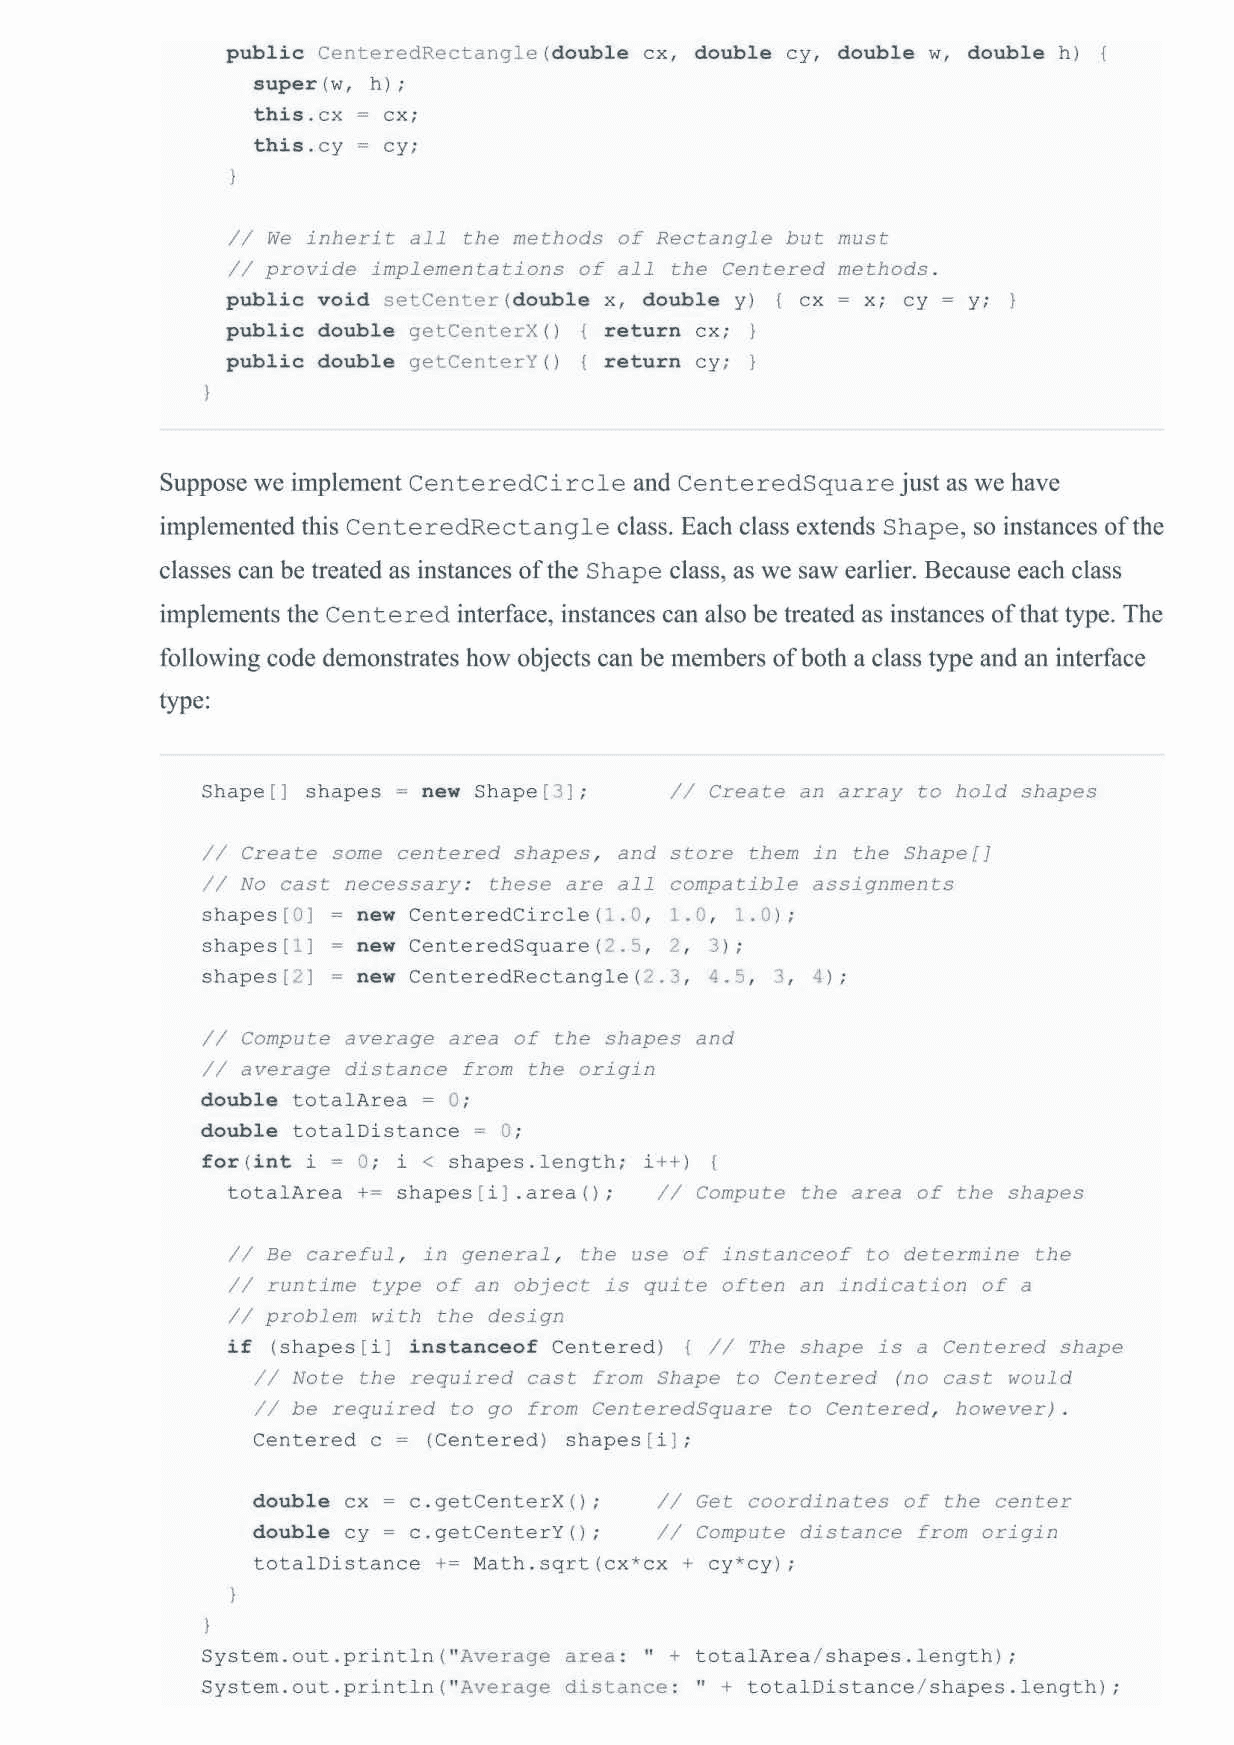 public CenteredRectangle(double cx, double cy, double w, double h) {
super(w, h);
this.cx = cx;
this.cy = cy;
}
// We inherit all the methods of Rectangle but must
// provide implementations of all the Centered methods.
public void setCenter(double x, double y) { cx = x; cy = y; }
public double getCenterX() { return cx; }
public double getCenterY() { return cy; }
}
Suppose we implement CenteredCircle and CenteredSquare just as we have
implemented this CenteredRectangle class. Each class extends Shape, so instances of the
classes can be treated as instances of the Shape class, as we saw earlier. Because each class
implements the Centered interface, instances can also be treated as instances of that type. The
following code demonstrates how objects can be members of both a class type and an interface
type:
Shape[] shapes = new Shape[3]; // Create an array to hold shapes
// Create some centered shapes, and store them in the Shape[]
// No cast necessary: these are all compatible assignments
shapes[0] = new CenteredCircle(1.0, 1.0, 1.0);
shapes[1] = new CenteredSquare(2.5, 2, 3);
shapes[2] = new CenteredRectangle(2.3, 4.5, 3, 4);
// Compute average area of the shapes and
// average distance from the origin
double totalArea = 0;
double totalDistance = 0;
for(int i = 0; i < shapes.length; i++) {
totalArea += shapes[i].area(); // Compute the area of the shapes
// Be careful, in general, the use of instanceof to determine the
// runtime type of an object is quite often an indication of a
// problem with the design
if (shapes[i] instanceof Centered) { // The shape is a Centered shape
// Note the required cast from Shape to Centered (no cast would
// be required to go from CenteredSquare to Centered, however).
Centered c = (Centered) shapes[i];
double cx = c.getCenterX(); // Get coordinates of the center
double cy = c.getCenterY(); // Compute distance from origin
totalDistance += Math.sqrt(cx*cx + cy*cy);
}
}
System.out.println("Average area: " + totalArea/shapes.length);
System.out.println("Average distance: " + totalDistance/shapes.length);